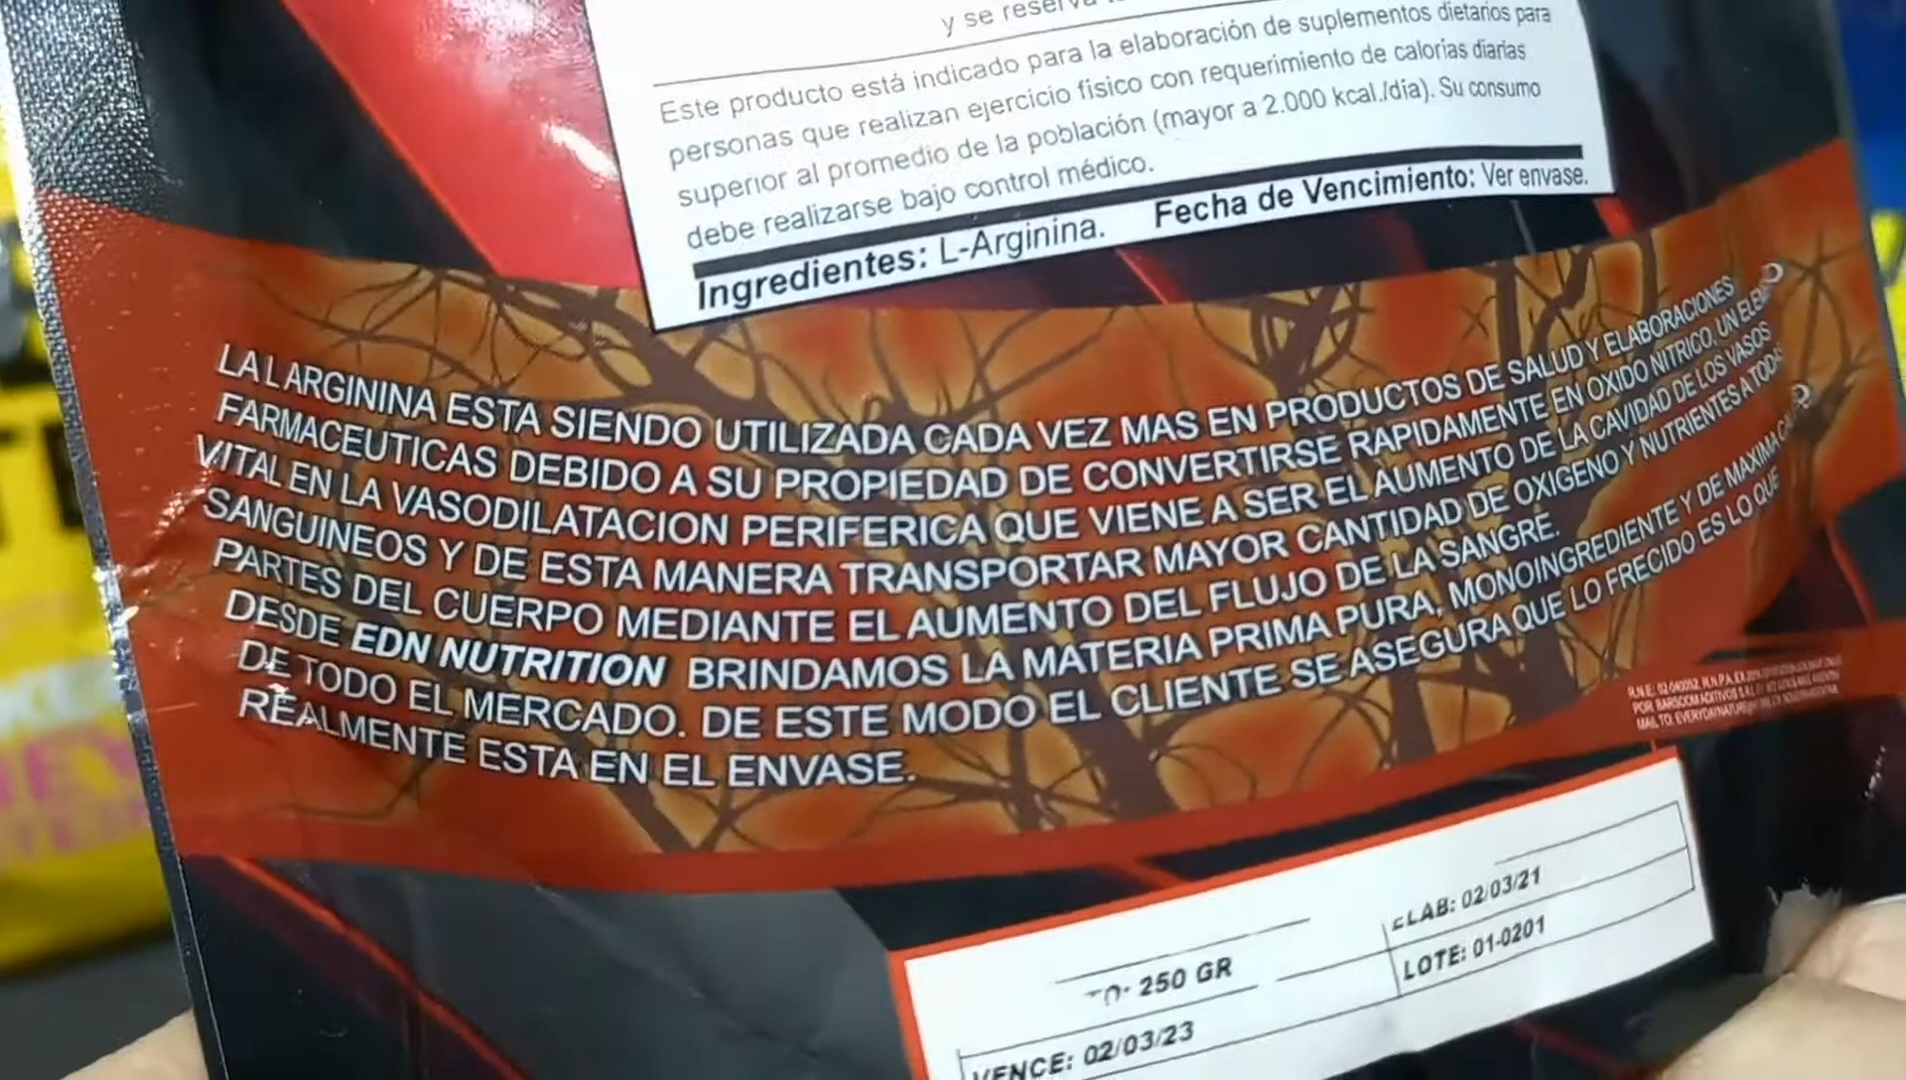 y se reserva
Este producto está indicado para la elaboración de suplementos dietarios para
personas que realizan ejercicio físico con requerimiento de calorías diarias
superior al promedio de la población (mayor a 2.000 kcal./día). Su consumo
debe realizarse bajo control médico.
Ingredientes: L-Arginina. Fecha de Vencimiento: Ver envase.
LA L ARGININA ESTA SIENDO UTILIZADA CADA VEZ MAS EN PRODUCTOS DE SALUD Y ELABORACIONES
FARMACEUTICAS DEBIDO A SU PROPIEDAD DE CONVERTIRSE RAPIDAMENTE EN OXIDO NITRICO, UN
VITAL EN LA VASODILATACION PERIFERICA QUE VIENE A SER EL AUMENTO DE LA CAVIDAD DE LOS VASOS
SANGUINEOS Y DE ESTA MANERA TRANSPORTAR MAYOR CANTIDAD DE OXIGENO Y NUTRIENTES A TODA
PARTES DEL CUERPO MEDIANTE EL AUMENTO DEL FLUJO DE LA SANGRE.
DESDE EDN NUTRITION BRINDAMOS LA MATERIA PRIMA PURA, MONOINGREDIENTE Y DE MAXIMA
DE TODO EL MERCADO. DE ESTE MODO EL CLIENTE SE ASEGURA QUE LO FRECIDO ES LO QUE
REALMENTE ESTA EN EL ENVASE.
ELAB: 02/03/21
250 GR LOTE: 01-0201
VENCE: 02/03/23